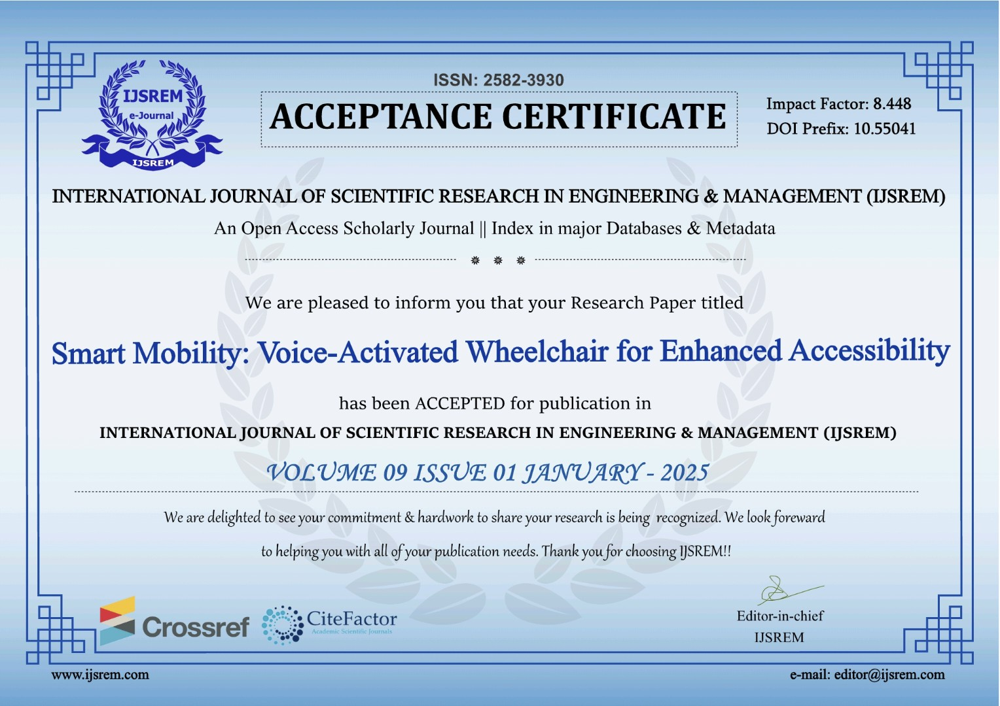 IJSREM
e-Journal
IJSREM
ISSN: 2582-3930
ACCEPTANCE CERTIFICATE
Impact Factor: 8.448
DOI Prefix: 10.55041
INTERNATIONAL JOURNAL OF SCIENTIFIC RESEARCH IN ENGINEERING & MANAGEMENT (IJSREM)
An Open Access Scholarly Journal || Index in major Databases & Metadata
We are pleased to inform you that your Research Paper titled
Smart Mobility: Voice-Activated Wheelchair for Enhanced Accessibility
has been ACCEPTED for publication in
INTERNATIONAL JOURNAL OF SCIENTIFIC RESEARCH IN ENGINEERING & MANAGEMENT (IJSREM)
VOLUME 09 ISSUE 01 JANUARY - 2025
We are delighted to see your commitment & hardwork to share your research is being recognized. We look foreward
to helping you with all of your publication needs. Thank you for choosing IJSREM!!
Crossref
CiteFactor
Academic Scientific Journals
Editor-in-chief
IJSREM
www.ijsrem.com
e-mail: editor@ijsrem.com